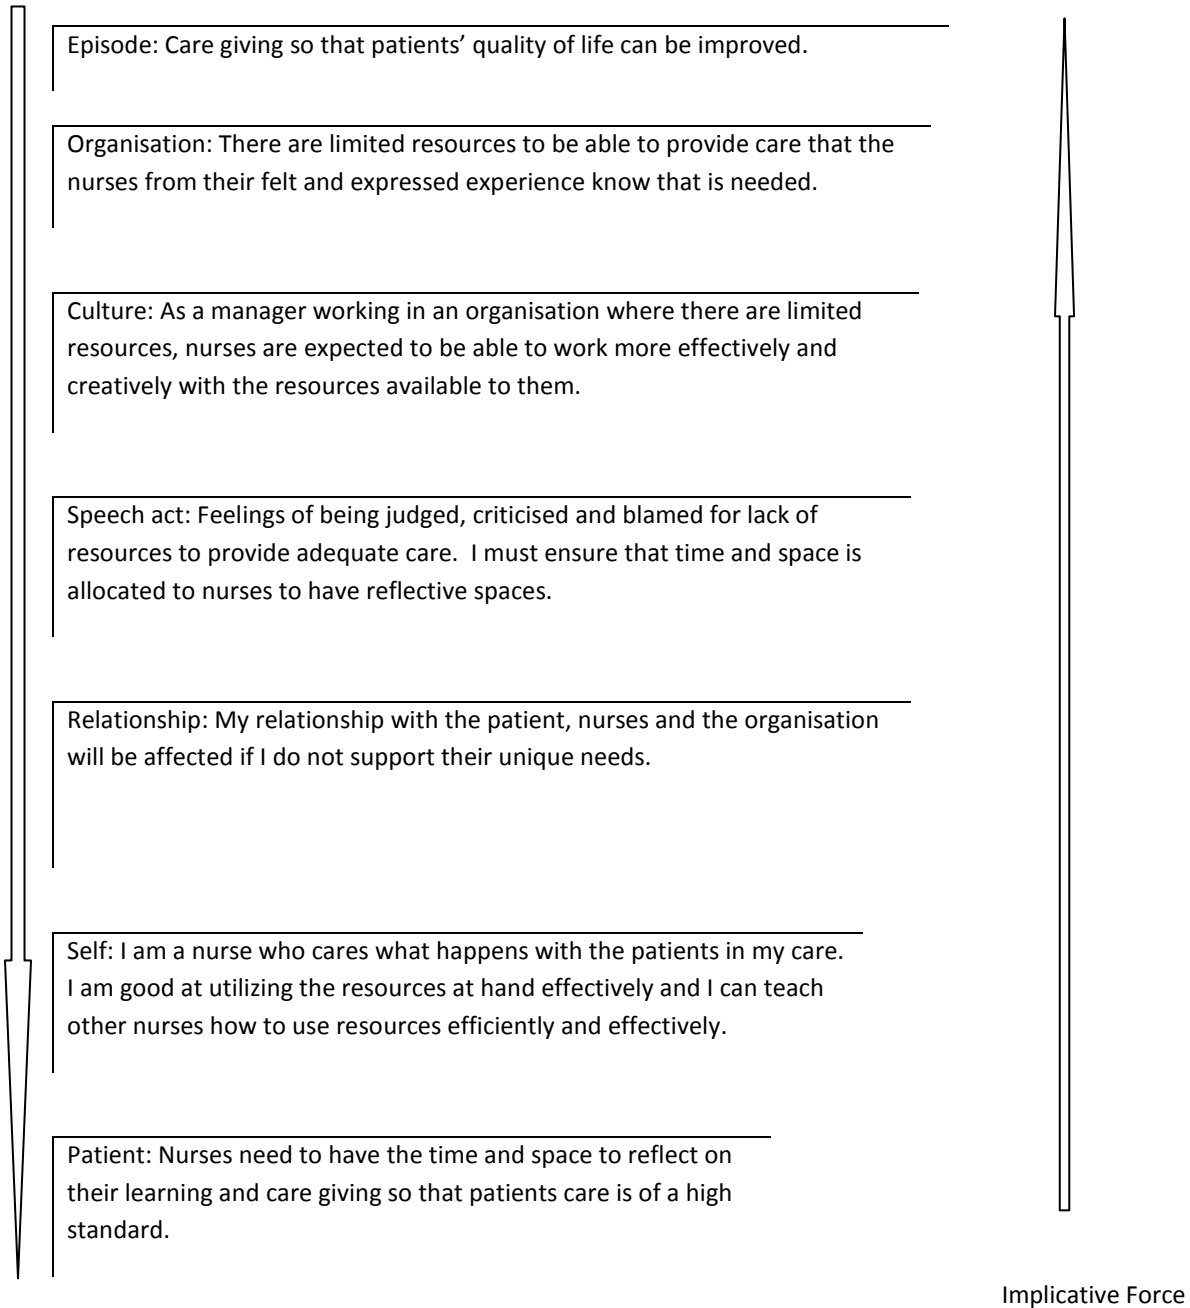 Episode: Care giving so that patients’ quality of life can be improved.
Organisation: There are limited resources to be able to provide care that the
nurses from their felt and expressed experience know that is needed.
Culture: As a manager working in an organisation where there are limited
resources, nurses are expected to be able to work more effectively and
creatively with the resources available to them.
Speech act: Feelings of being judged, criticised and blamed for lack of
resources to provide adequate care.  I must ensure that time and space is
allocated to nurses to have reflective spaces.
Relationship: My relationship with the patient, nurses and the organisation
will be affected if I do not support their unique needs.
Self: I am a nurse who cares what happens with the patients in my care.
I am good at utilizing the resources at hand effectively and I can teach
other nurses how to use resources efficiently and effectively.
Patient: Nurses need to have the time and space to reflect on
their learning and care giving so that patients care is of a high
standard.
Implicative Force